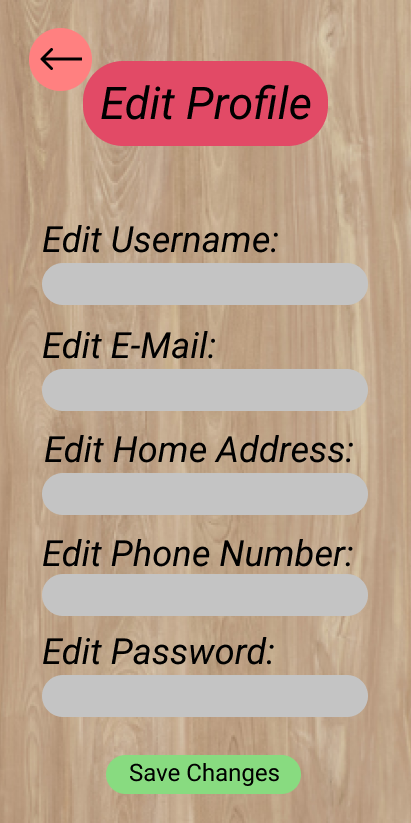 Edit Profile
Edit Username:
Edit E-Mail:
Edit Home Address:
Edit Phone Number:
Edit Password:
Save Changes